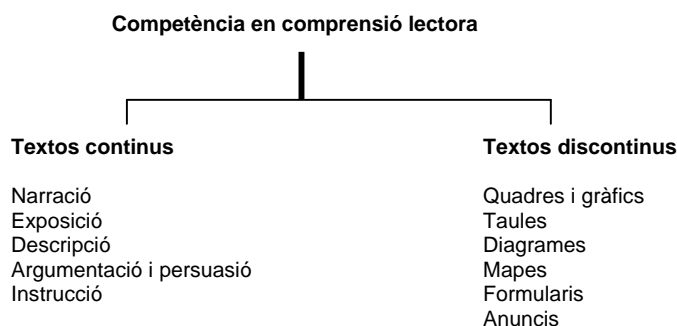 Competència en comprensió lectora
Textos continus
Narració
Exposició
Descripció
Argumentació i persuasió
Instrucció
Textos discontinus
Quadres i gràfics
Taules
Diagrames
Mapes
Formularis
Anuncis